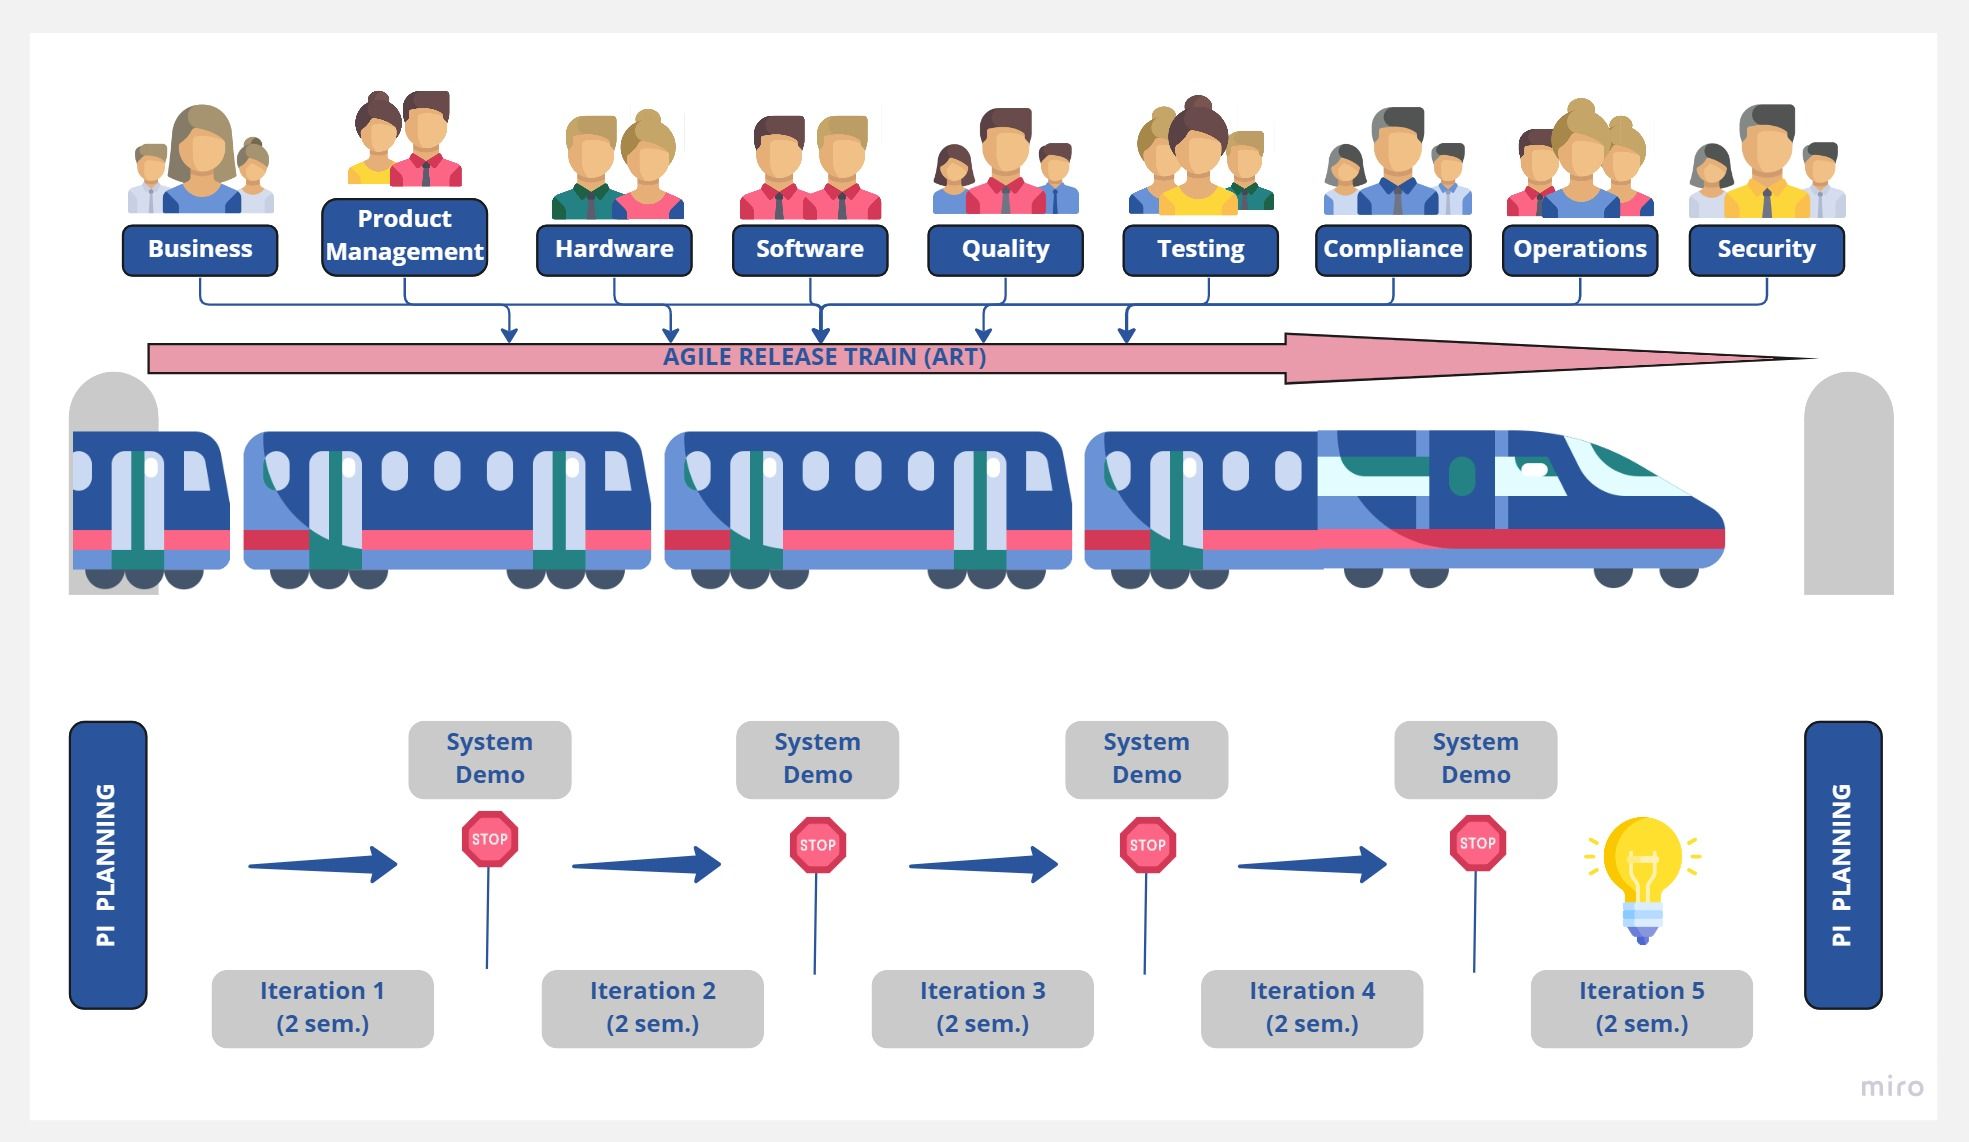 Product
Management
Business
Hardware
Software
Quality
Testing
Compliance
Operations
Security
AGILE RELEASE TRAIN (ART)
System
Demo
System
Demo
System
Demo
System
Demo
STOP
STOP
STOP
STOP
PI PLANNING
PI PLANNING
Iteration 1
(2 sem.)
Iteration 2
(2 sem.)
Iteration 3
(2 sem.)
Iteration 4
(2 sem.)
Iteration 5
(2 sem.)
miro